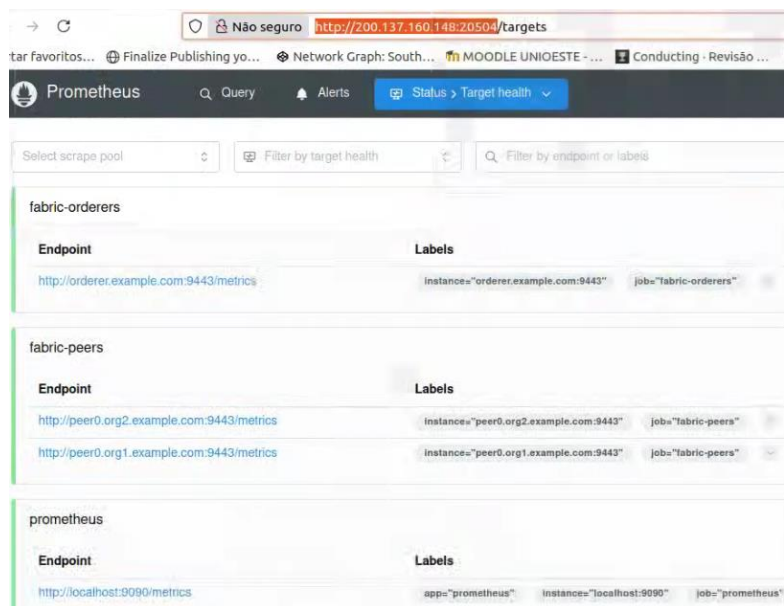 Não seguro http://200.137.160.148:20504/targets
tar favoritos... Finalize Publishing yo... Network Graph: South... MOODLE UNIOESTE - ... Conducting - Revisão ...
Prometheus Query Alerts Status > Target health
Select scrape pool Filter by target health Filter by endpoint or labels
fabric-orderers
Endpoint Labels
http://orderer.example.com:9443/metrics instance="orderer.example.com:9443" job="fabric-orderers"
fabric-peers
Endpoint Labels
http://peer0.org2.example.com:9443/metrics instance="peer0.org2.example.com:9443" job="fabric-peers"
http://peer0.org1.example.com:9443/metrics instance="peer0.org1.example.com:9443" job="fabric-peers"
prometheus
Endpoint Labels
http://localhost:9090/metrics app="prometheus" instance="localhost:9090" job="prometheus